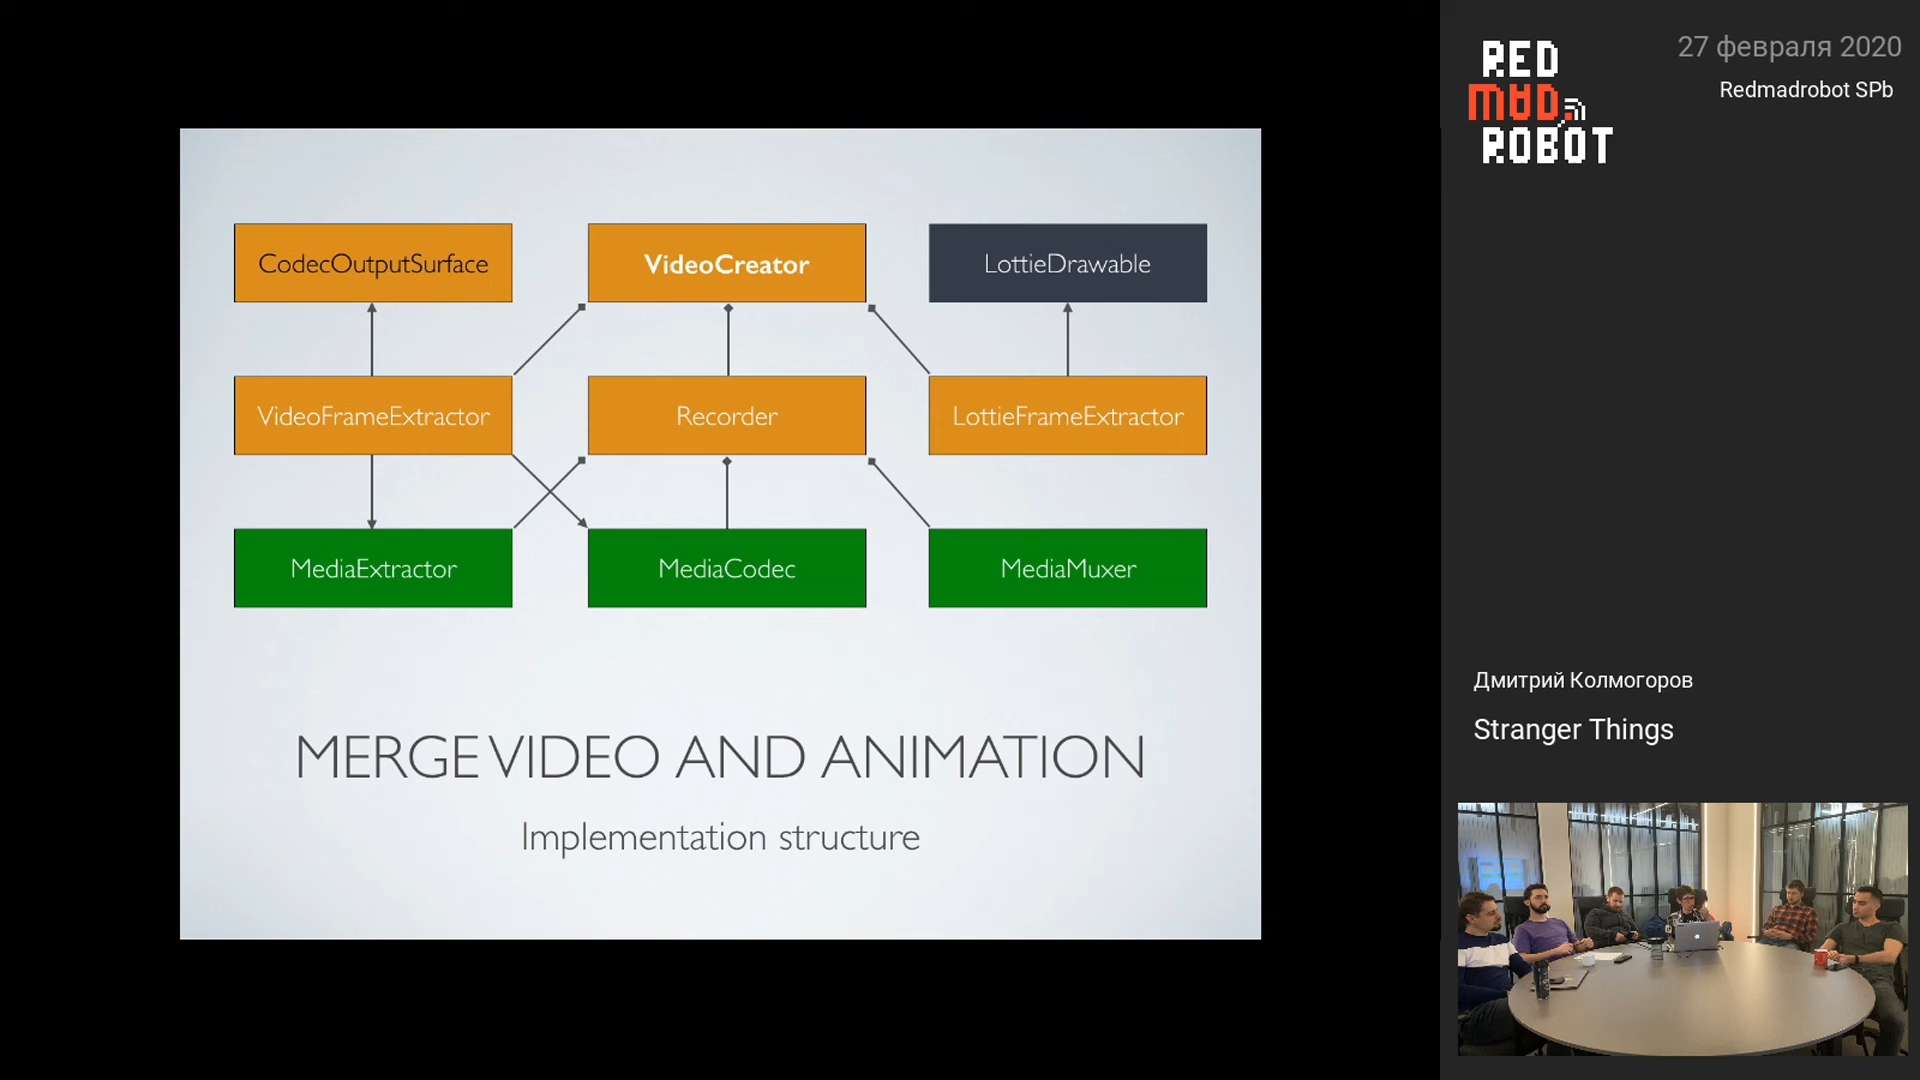 CodecOutputSurface
VideoCreator
LottieDrawable
VideoFrameExtractor
Recorder
LottieFrameExtractor
MediaExtractor
MediaCodec
MediaMuxer
MERGE VIDEO AND ANIMATION
Implementation structure
RED
MAD
ROBOT
27 февраля 2020
Redmadrobot SPb
Дмитрий Колмогоров
Stranger Things